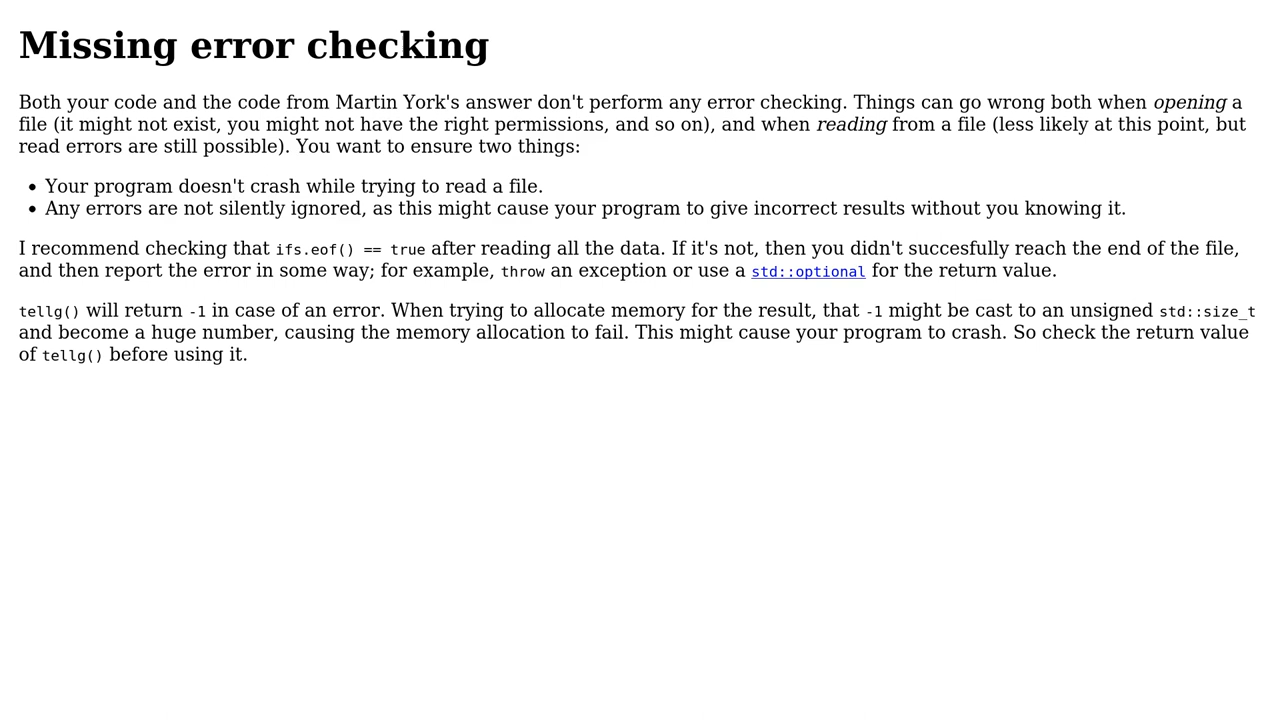 Missing error checking
Both your code and the code from Martin York's answer don't perform any error checking. Things can go wrong both when opening a
file (it might not exist, you might not have the right permissions, and so on), and when reading from a file (less likely at this point, but
read errors are still possible). You want to ensure two things:
• Your program doesn't crash while trying to read a file.
• Any errors are not silently ignored, as this might cause your program to give incorrect results without you knowing it.
I recommend checking that ifs.eof() == true after reading all the data. If it's not, then you didn't succesfully reach the end of the file,
and then report the error in some way; for example, throw an exception or use a std::optional for the return value.
tellg() will return -1 in case of an error. When trying to allocate memory for the result, that -1 might be cast to an unsigned std::size_t
and become a huge number, causing the memory allocation to fail. This might cause your program to crash. So check the return value
of tellg() before using it.